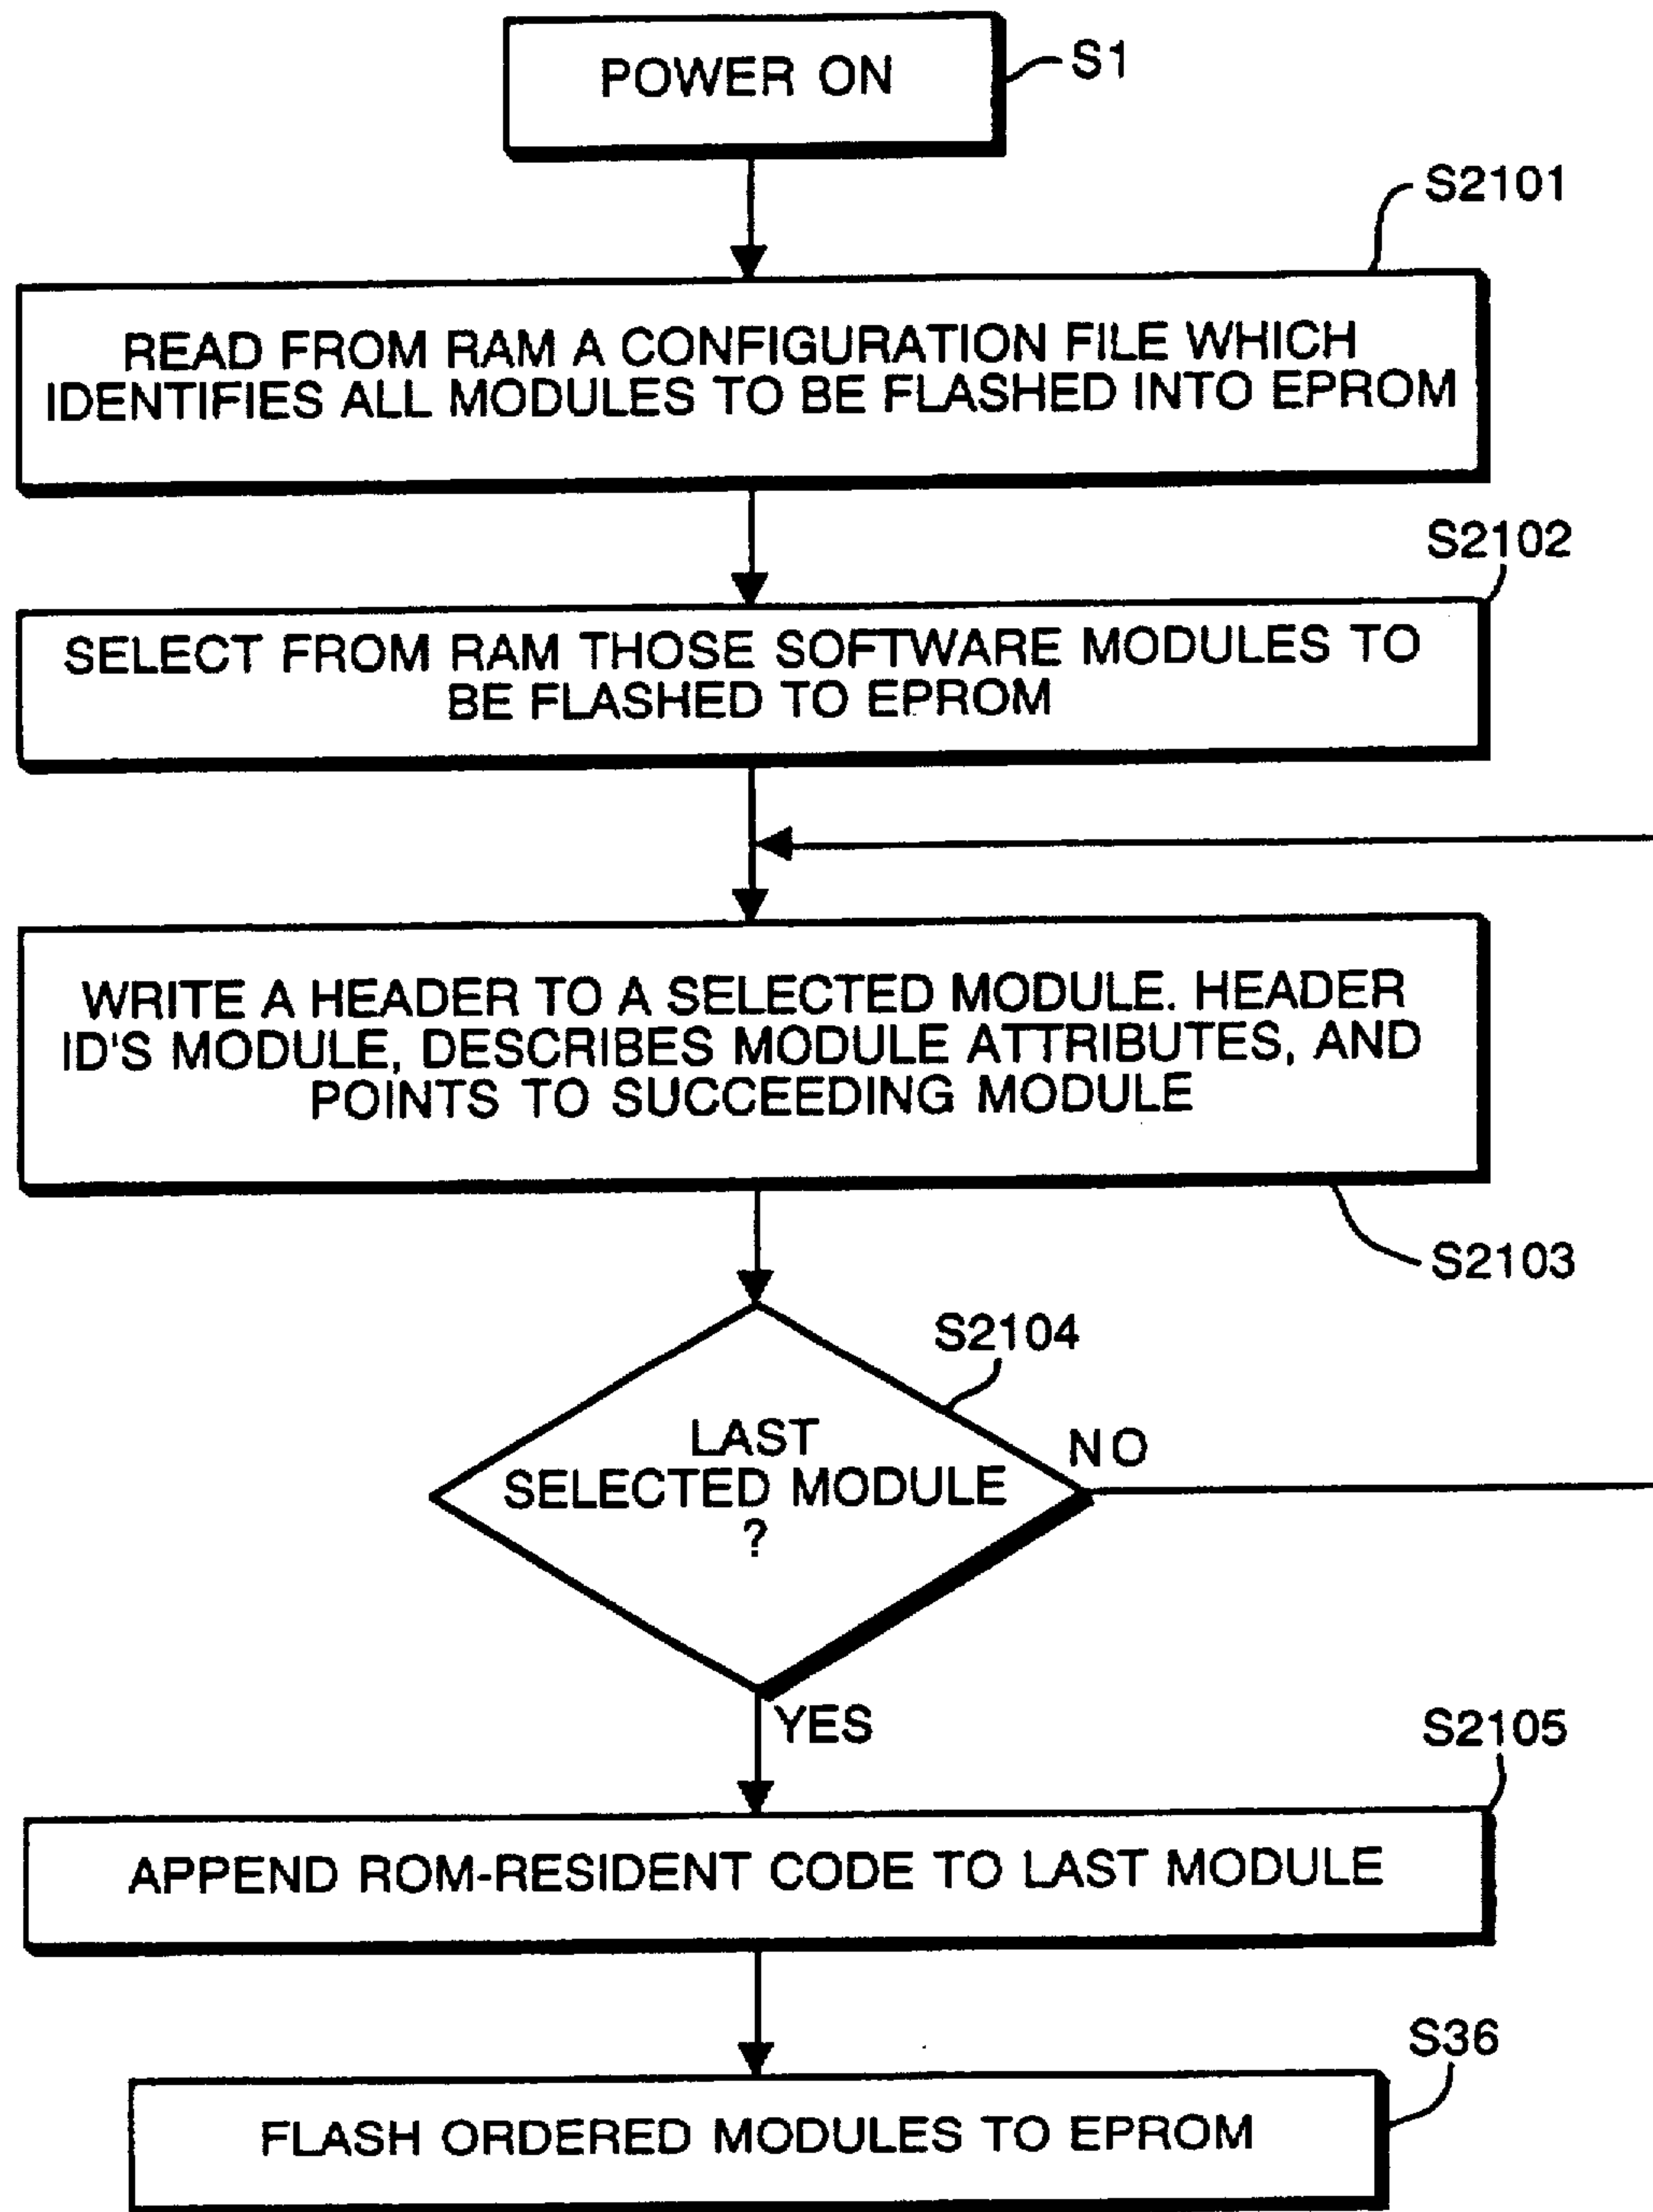 POWER ON
S1
S2101
READ FROM RAM A CONFIGURATION FILE WHICH
IDENTIFIES ALL MODULES TO BE FLASHED INTO EPROM
S2102
SELECT FROM RAM THOSE SOFTWARE MODULES TO
BE FLASHED TO EPROM
WRITE A HEADER TO A SELECTED MODULE. HEADER
ID'S MODULE, DESCRIBES MODULE ATTRIBUTES, AND
POINTS TO SUCCEEDING MODULE
S2103
S2104
LAST
SELECTED MODULE
?
NO
YES
S2105
APPEND ROM-RESIDENT CODE TO LAST MODULE
S36
FLASH ORDERED MODULES TO EPROM